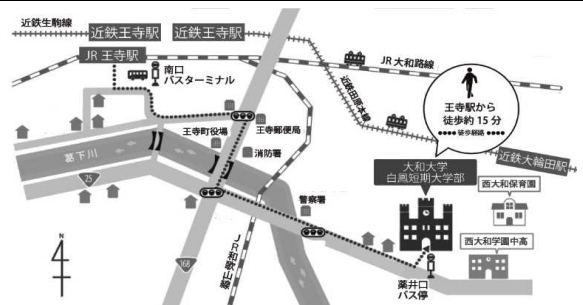 近鉄生駒線
近鉄王寺駅
近鉄王寺駅
JR 王寺駅
南口
バスターミナル
JR 大和路線
近鉄田原本線
王寺駅から
徒歩約 15 分
徒歩経路
王寺町役場
王寺郵便局
消防署
葛下川
25
近鉄大輪田駅
大和大学
白鳳短期大学部
西大和保育園
警察署
西大和学園中高
N
168
JR和歌山線
薬井口
バス停